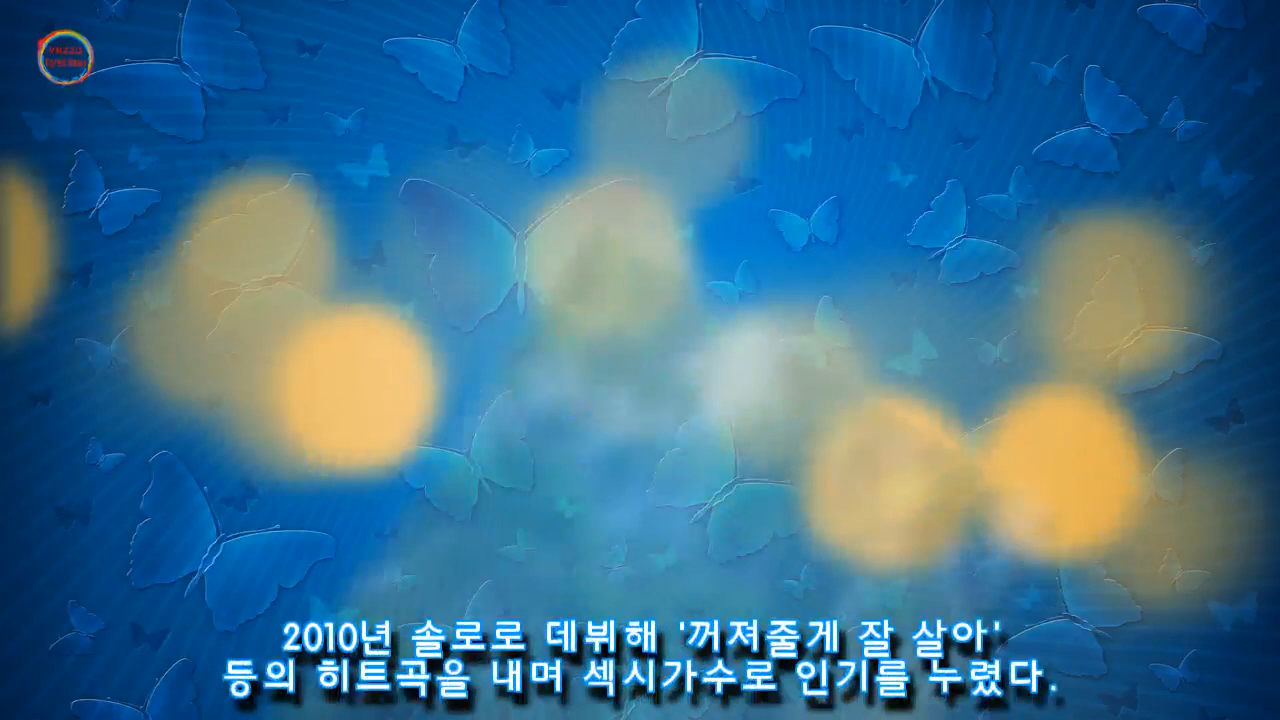 2010년 솔로로 데뷔해 '꺼져줄게 잘 살아'
등의 히트곡을 내며 섹시가수로 인기를 누렸다.